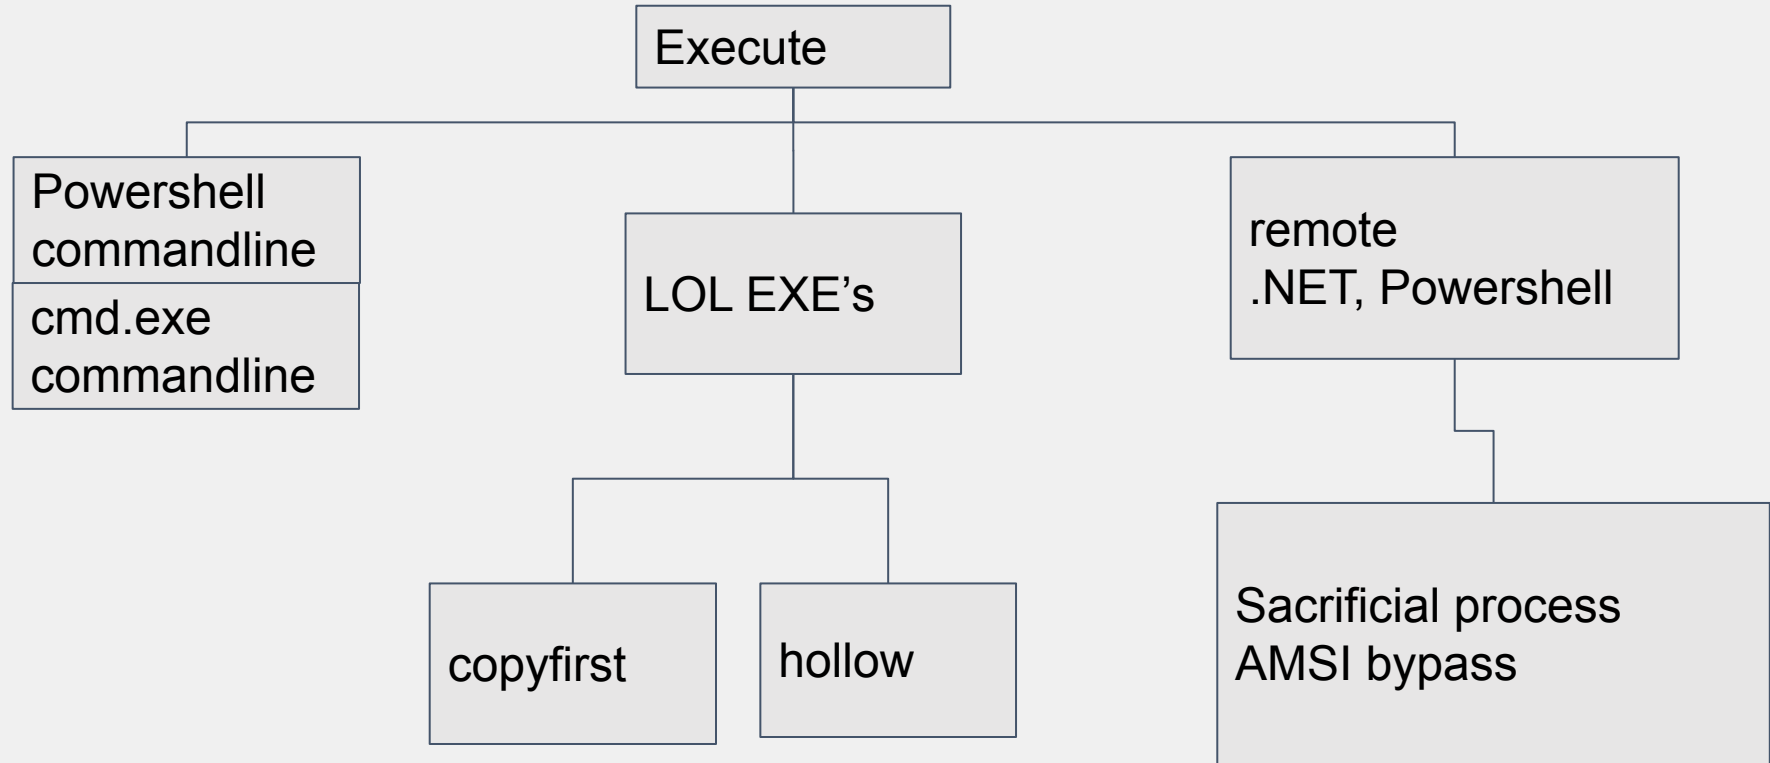 Execute
Powershell
commandline
cmd.exe
commandline
LOL EXE’s
remote
.NET, Powershell
copyfirst
hollow
Sacrificial process
AMSI bypass